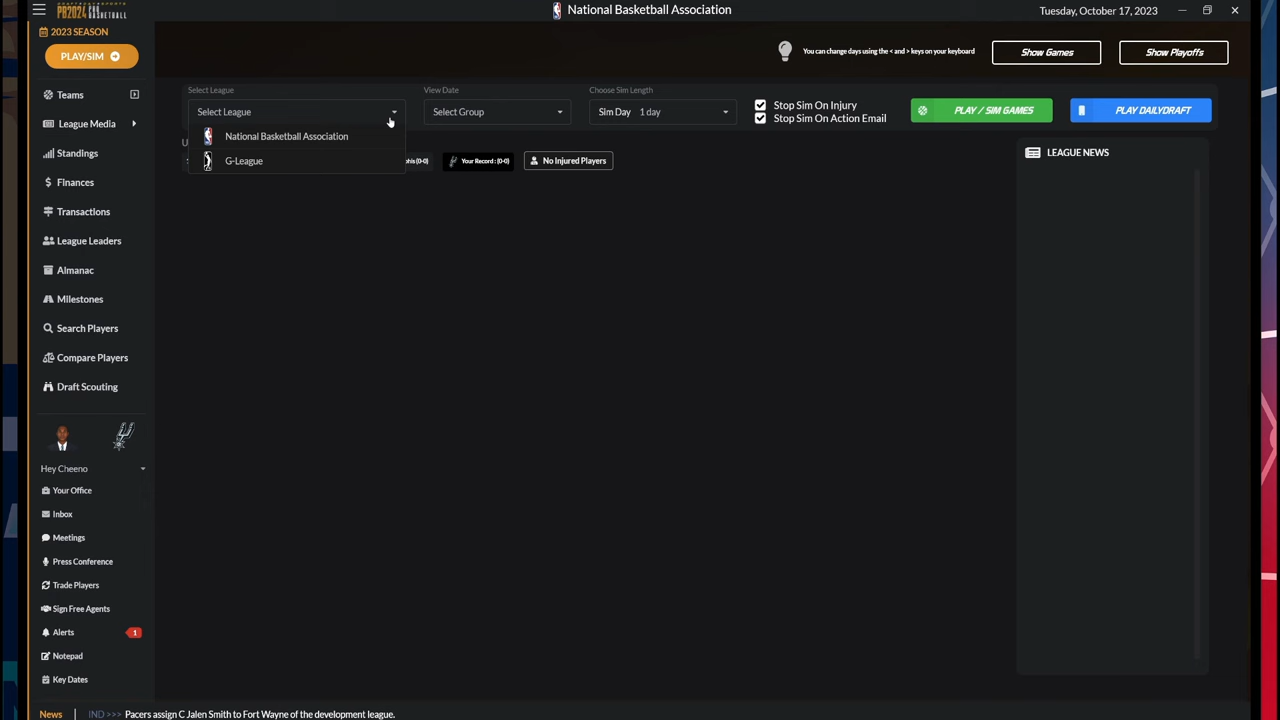 PB2024 PRO BASKETBALL
National Basketball Association
Tuesday, October 17, 2023
2023 SEASON
PLAY/SIM
You can change days using the < and > keys on your keyboard
Show Games
Show Playoffs
Teams
League Media
Standings
Finances
Transactions
League Leaders
Almanac
Milestones
Search Players
Compare Players
Draft Scouting
Hey Cheeno
Your Office
Inbox
Meetings
Press Conference
Trade Players
Sign Free Agents
Alerts
1
Notepad
Key Dates
Select League
View Date
Choose Sim Length
Select League
Select Group
Sim Day 1 day
Stop Sim On Injury
Stop Sim On Action Email
PLAY / SIM GAMES
PLAY DAILYDRAFT
National Basketball Association
G-League
(0-0)
Your Record : (0-0)
No Injured Players
LEAGUE NEWS
News
IND >>> Pacers assign C Jalen Smith to Fort Wayne of the development league.